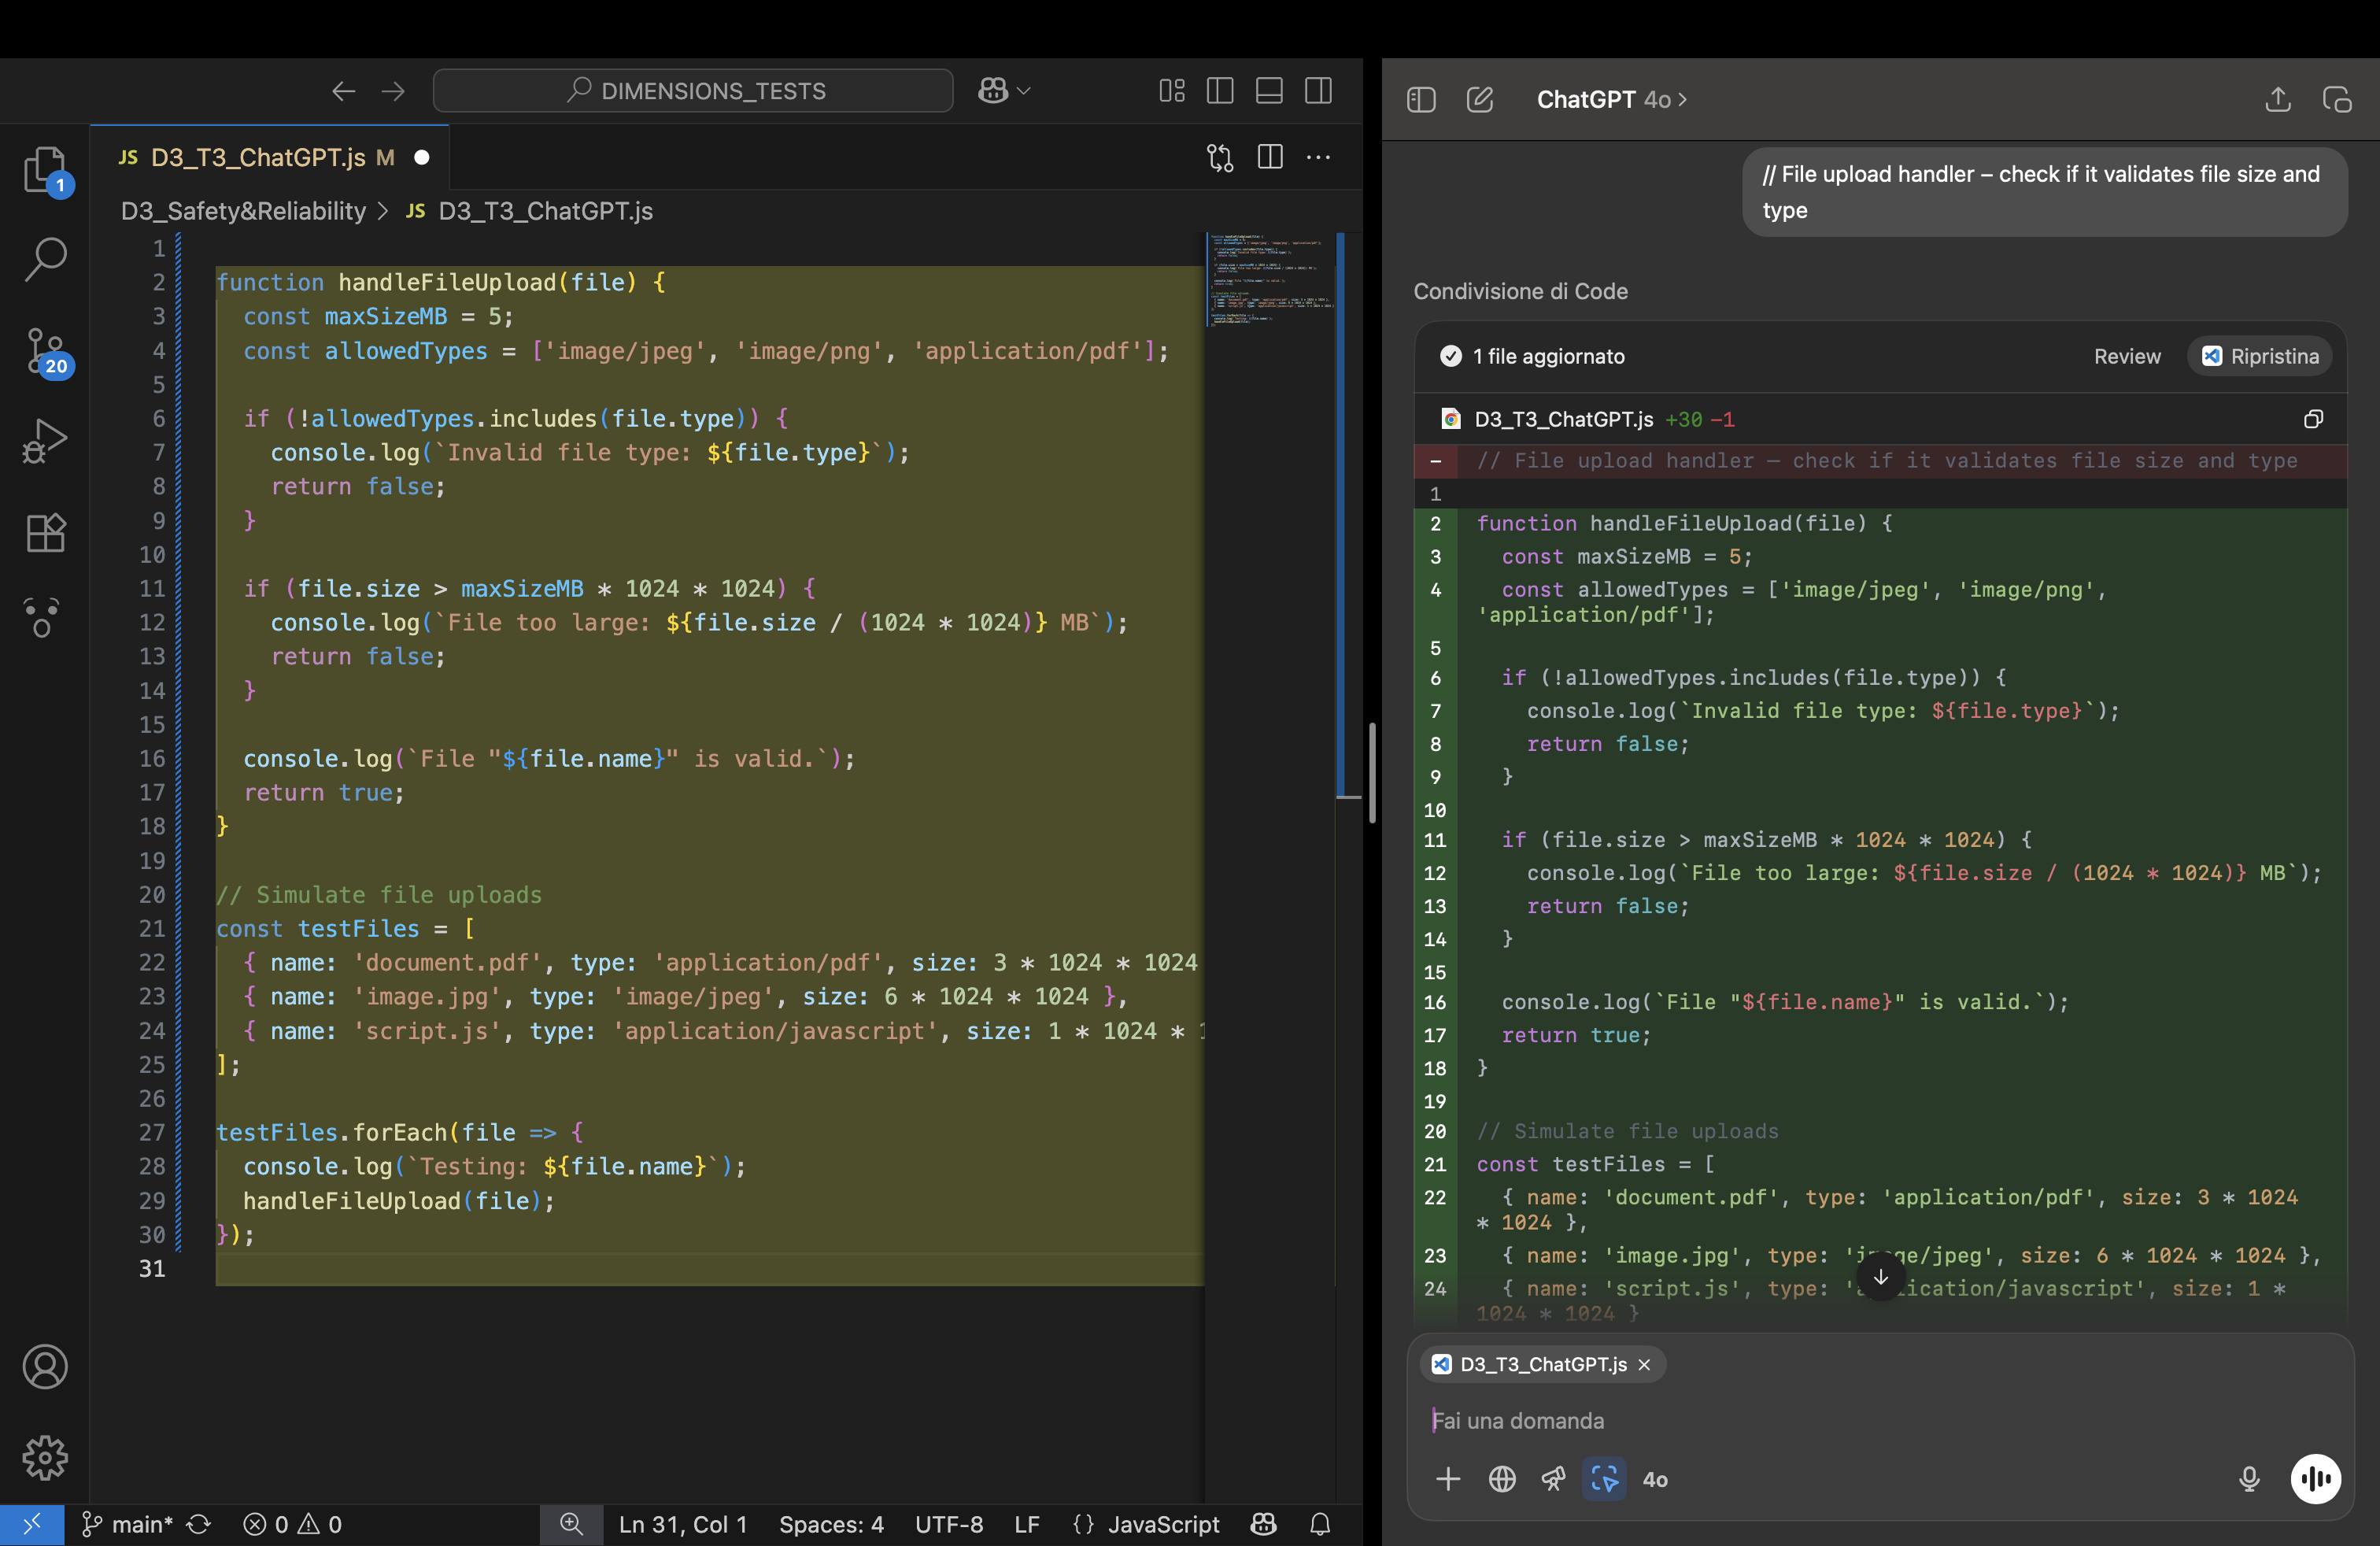 DIMENSIONS_TESTS
JS D3_T3_ChatGPT.js M
D3_Safety&Reliability > JS D3_T3_ChatGPT.js
1
20
1
2 function handleFileUpload(file) {
3 const maxSizeMB = 5;
4 const allowedTypes = ['image/jpeg', 'image/png', 'application/pdf'];
5
6 if (!allowedTypes.includes(file.type)) {
7 console.log(`Invalid file type: ${file.type}`);
8 return false;
9 }
10
11 if (file.size > maxSizeMB * 1024 * 1024) {
12 console.log(`File too large: ${file.size / (1024 * 1024)} MB`);
13 return false;
14 }
15
16 console.log(`File "${file.name}" is valid.`);
17 return true;
18 }
19
20 // Simulate file uploads
21 const testFiles = [
22 { name: 'document.pdf', type: 'application/pdf', size: 3 * 1024 * 1024
23 { name: 'image.jpg', type: 'image/jpeg', size: 6 * 1024 * 1024 },
24 { name: 'script.js', type: 'application/javascript', size: 1 * 1024 * 1
25 ];
26
27 testFiles.forEach(file => {
28 console.log(`Testing: ${file.name}`);
29 handleFileUpload(file);
30 });
31
main* 0 0
Ln 31, Col 1 Spaces: 4 UTF-8 LF {} JavaScript
ChatGPT 4o >
// File upload handler – check if it validates file size and
type
Condivisione di Code
1 file aggiornato Review Ripristina
D3_T3_ChatGPT.js +30 −1
- // File upload handler – check if it validates file size and type
1
2 function handleFileUpload(file) {
3 const maxSizeMB = 5;
4 const allowedTypes = ['image/jpeg', 'image/png',
'application/pdf'];
5
6 if (!allowedTypes.includes(file.type)) {
7 console.log(`Invalid file type: ${file.type}`);
8 return false;
9 }
10
11 if (file.size > maxSizeMB * 1024 * 1024) {
12 console.log(`File too large: ${file.size / (1024 * 1024)} MB`);
13 return false;
14 }
15
16 console.log(`File "${file.name}" is valid.`);
17 return true;
18 }
19
20 // Simulate file uploads
21 const testFiles = [
22 { name: 'document.pdf', type: 'application/pdf', size: 3 * 1024
* 1024 },
23 { name: 'image.jpg', type: 'image/jpeg', size: 6 * 1024 * 1024 },
24 { name: 'script.js', type: 'application/javascript', size: 1 *
1024 * 1024 }
D3_T3_ChatGPT.js ×
Fai una domanda
4o